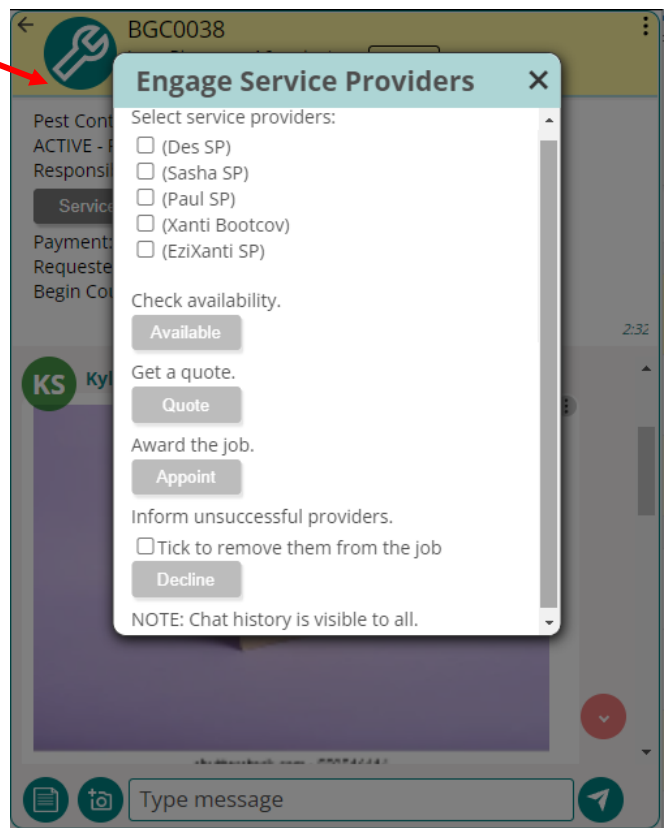 BGC0038
Engage Service Providers
Pest Cont
Select service providers:
ACTIVE -
(Des SP)
Responsi
(Sasha SP)
(Paul SP)
Service
(Xanti Bootcov)
Payment:
(EziXanti SP)
Requeste
Begin Cou
Check availability.
Available
2:32
Get a quote.
KS Kyl
Quote
Award the job.
Appoint
Inform unsuccessful providers.
Tick to remove them from the job
Decline
NOTE: Chat history is visible to all.
Type message